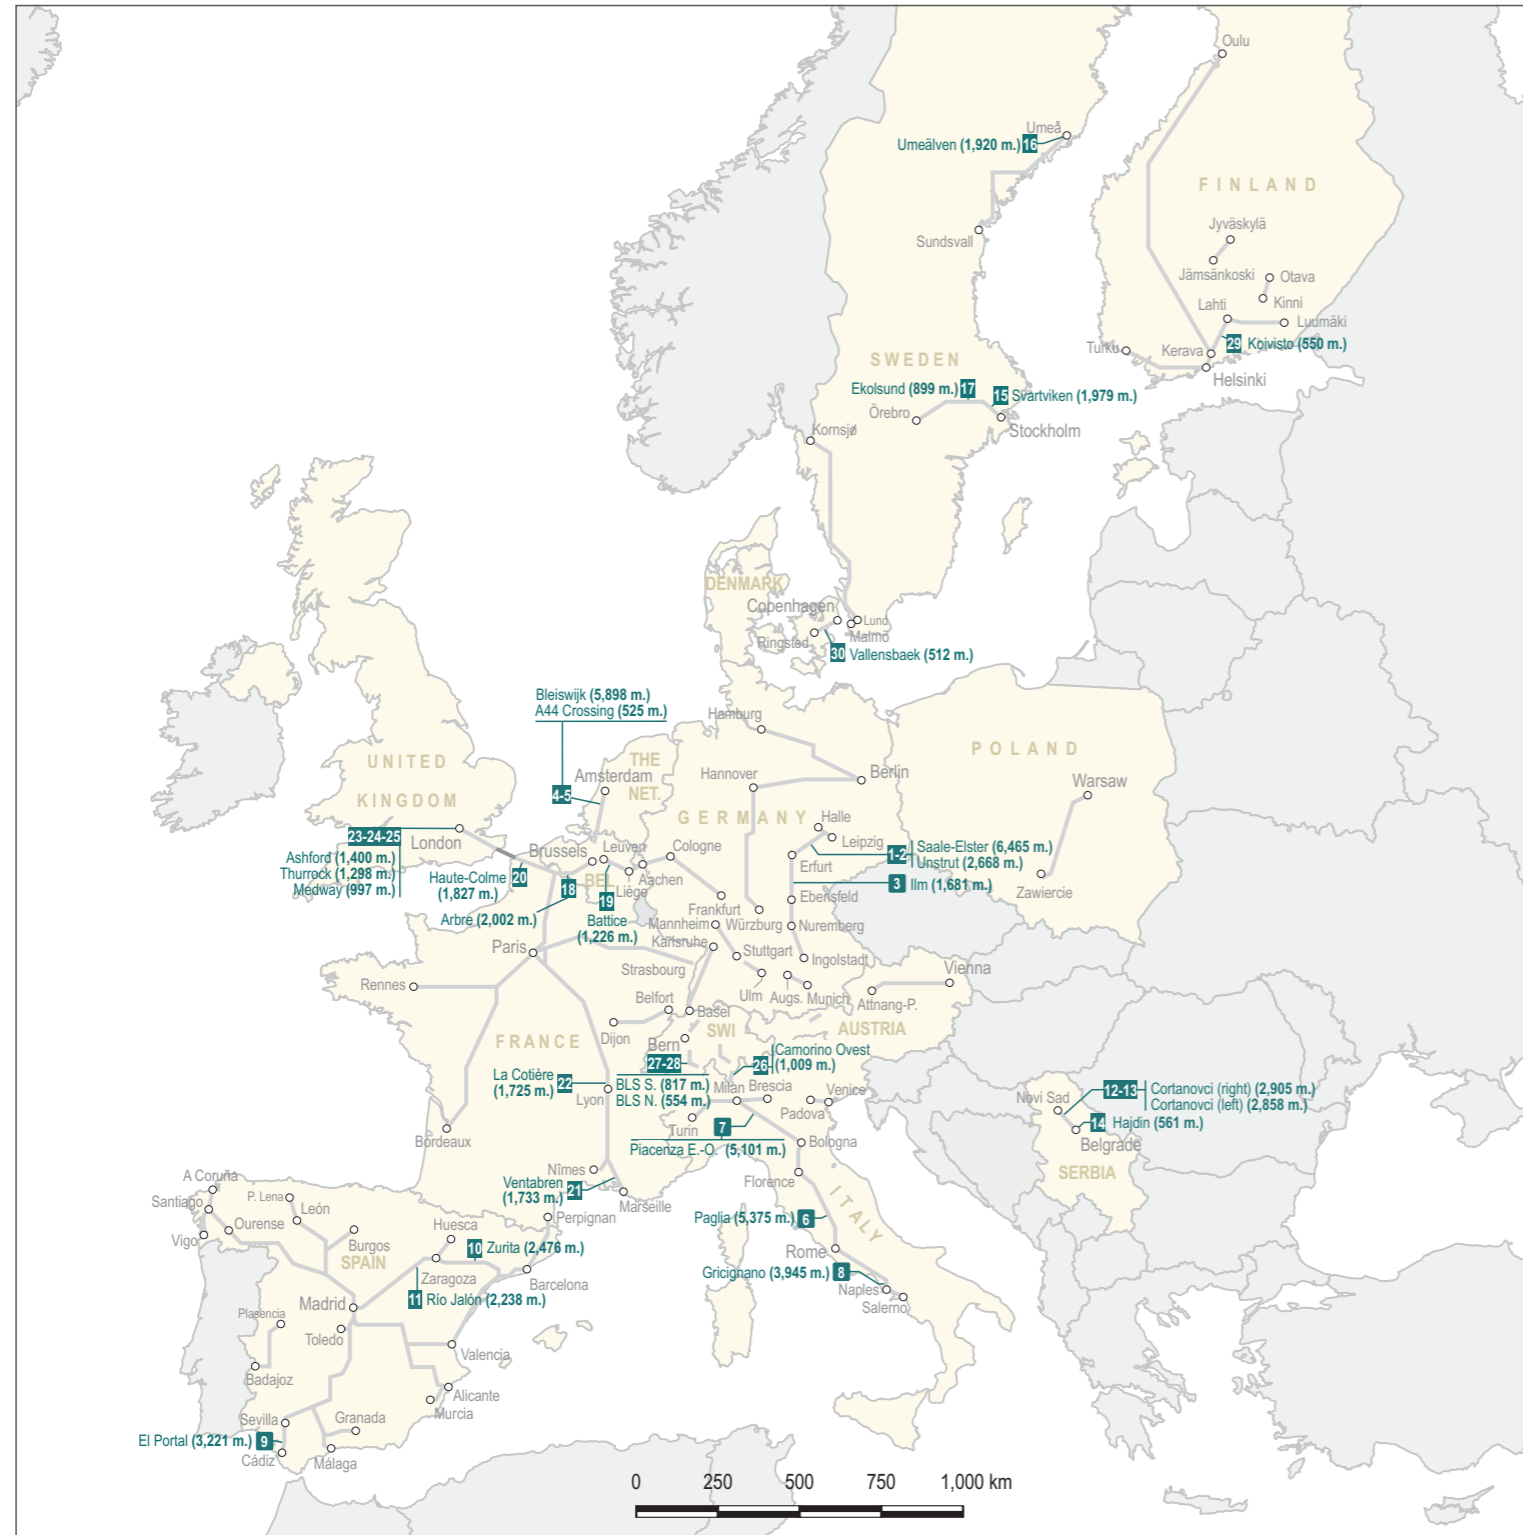 Oulu
Umeå
Umeälven (1,920 m.) 16
FINLAND
Jyväskylä
Sundsvall
Jämsänkoski
Otava
Kinni
Lahti
Luumäki
Turku
Kerava
29 Koivisto (550 m.)
Helsinki
SWEDEN
Ekolsund (899 m.) 17
15 Svartviken (1,979 m.)
Örebro
Stockholm
Kornsjø
DENMARK
Copenhagen
Lund
Malmö
Ringsted
30 Vallensbaek (512 m.)
Bleiswijk (5,898 m.)
A44 Crossing (525 m.)
4-5
Hamburg
THE
NET.
Amsterdam
Hannover
Berlin
POLAND
Warsaw
Zawiercie
UNITED
KINGDOM
23-24-25
London
Ashford (1,400 m.)
Thurrock (1,298 m.)
Medway (997 m.)
GERMANY
Halle
Leipzig
1-2 Saale-Elster (6,465 m.)
Unstrut (2,668 m.)
Erfurt
3 Ilm (1,681 m.)
Brussels
Leuven
Cologne
BEL
Liège
Aachen
Haute-Colme
(1,827 m.)
20
18
Arbre (2,002 m.)
19
Battice
(1,226 m.)
Ebensfeld
Frankfurt
Würzburg
Nuremberg
Mannheim
Karlsruhe
Stuttgart
Ingolstadt
Paris
Strasbourg
Ulm
Augs.
Munich
Vienna
Attnang-P.
Rennes
Belfort
Basel
Dijon
Bern
SWI
AUSTRIA
FRANCE
27-28
BLS S. (817 m.)
BLS N. (554 m.)
26
Camorino Ovest
(1,009 m.)
La Cotière
(1,725 m.)
22
Lyon
Milan
Brescia
Venice
Padova
Turin
7
Piacenza E.-O. (5,101 m.)
Bologna
Novi Sad
12-13
Cortanovci (right) (2,905 m.)
Cortanovci (left) (2,858 m.)
14 Hajdin (561 m.)
Belgrade
SERBIA
Bordeaux
Nîmes
Ventabren
(1,733 m.)
21
Marseille
Florence
ITALY
Paglia (5,375 m.) 6
Rome
Gricignano (3,945 m.) 8
Naples
Salerno
A Coruña
Santiago
P. Lena
León
Ourense
Vigo
Burgos
SPAIN
Huesca
Perpignan
10 Zurita (2,476 m.)
Zaragoza
Barcelona
11 Río Jalón (2,238 m.)
Madrid
Plasencia
Toledo
Valencia
Badajoz
Alicante
Murcia
Sevilla
Granada
El Portal (3,221 m.) 9
Cádiz
Málaga
0 250 500 750 1,000 km